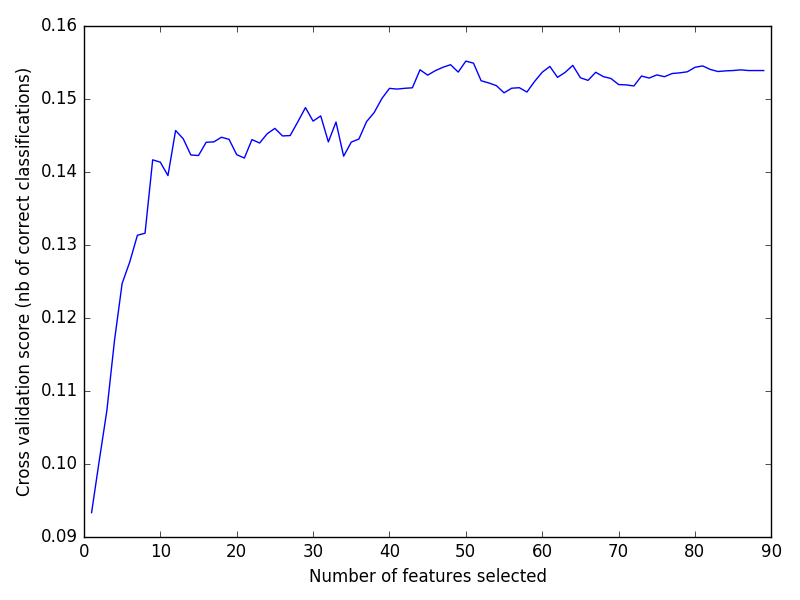 0.16
0.15
0.14
0.13
0.12
0.11
0.10
0.09
Cross validation score (nb of correct classifications)
0 10 20 30 40 50 60 70 80 90
Number of features selected